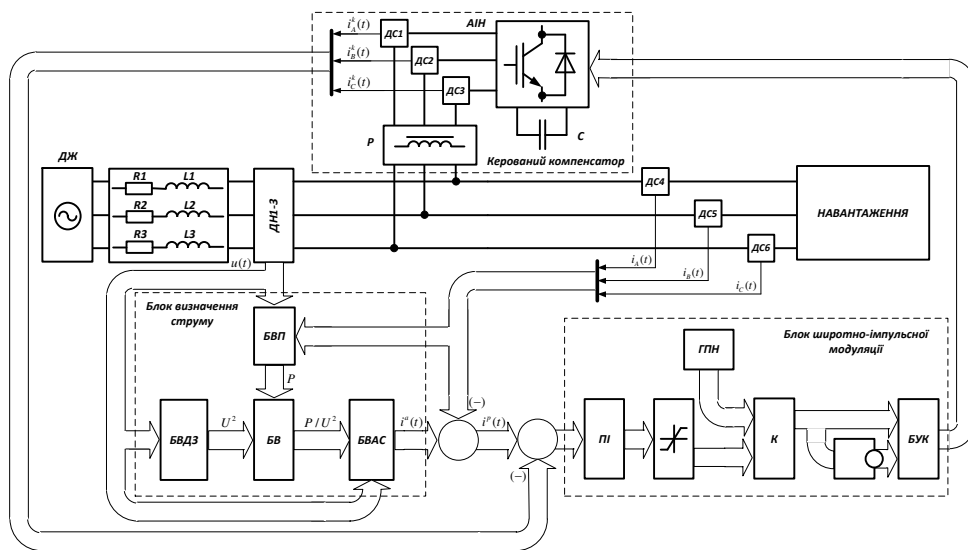 АІН
i_A^k(t)
ДС1
i_B^k(t)
ДС2
i_C^k(t)
ДС3
С
Р
Керований компенсатор
ДЖ
R1
L1
R2
L2
R3
L3
ДН1-3
ДС4
ДС5
ДС6
НАВАНТАЖЕННЯ
u(t)
i_A(t)
i_B(t)
i_C(t)
Блок визначення
струму
БВП
P
Блок широтно-імпульсної
модуляції
ГПН
(−)
БВДЗ
U^2
БВ
P / U^2
БВАС
i^a(t)
i^p(t)
(−)
ПІ
К
БУК